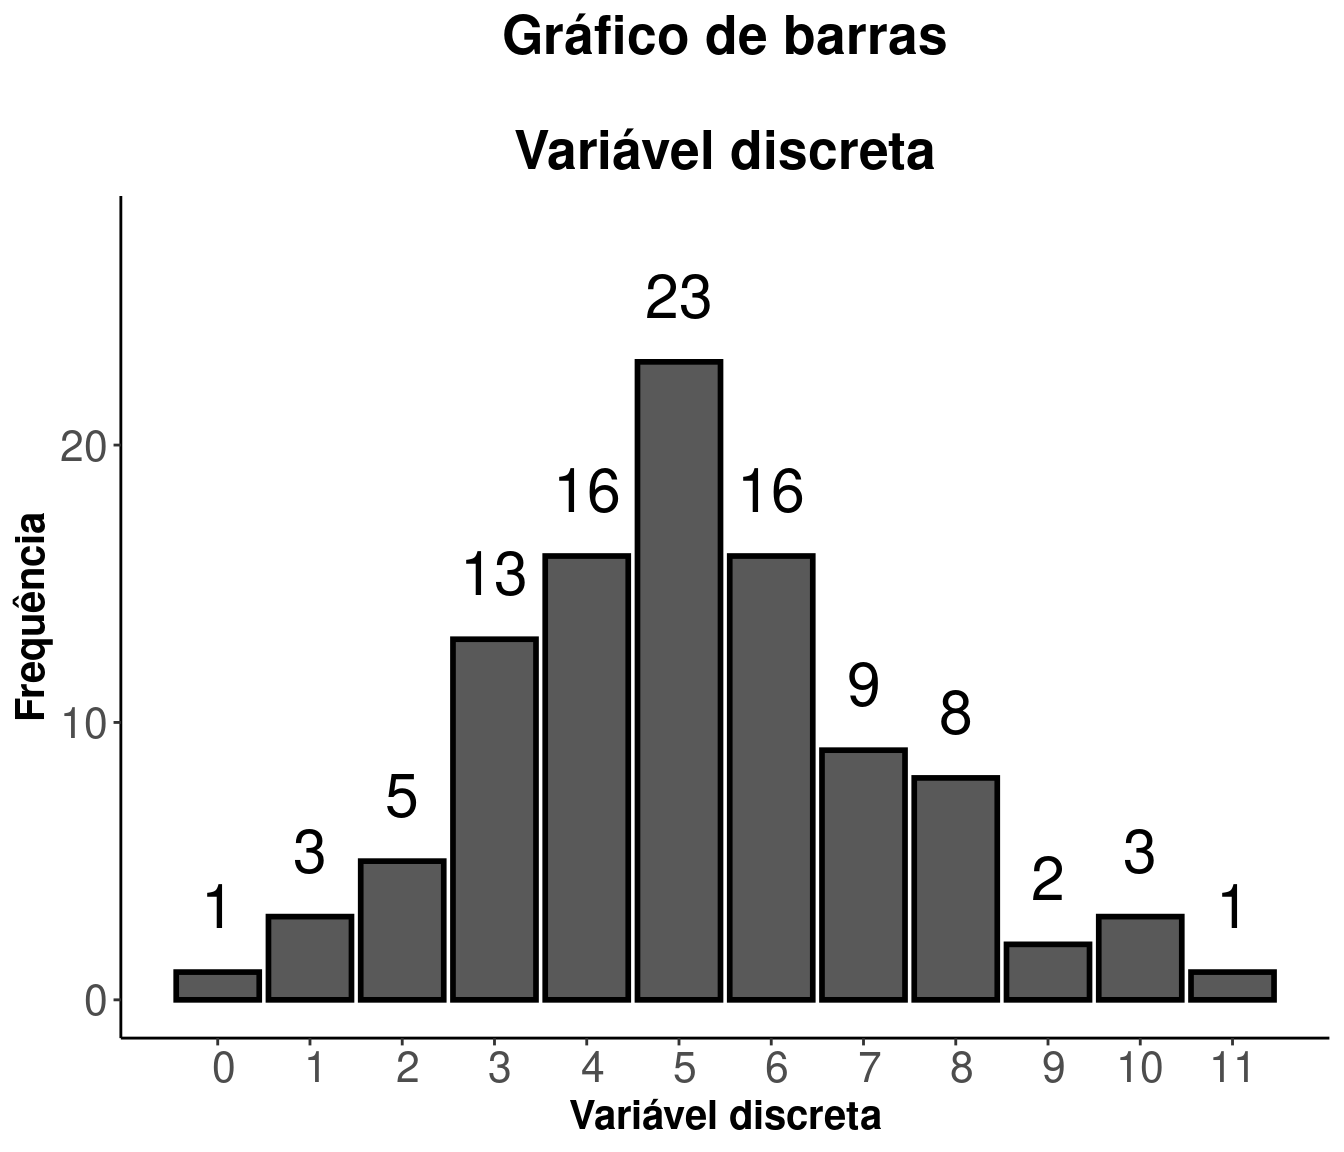 Gráfico de barras
Variável discreta
23
20
16 16
13
9
8
10
5
3
3
2
1
1
0
0 1 2 3 4 5 6 7 8 9 10 11
Variável discreta
Frequência